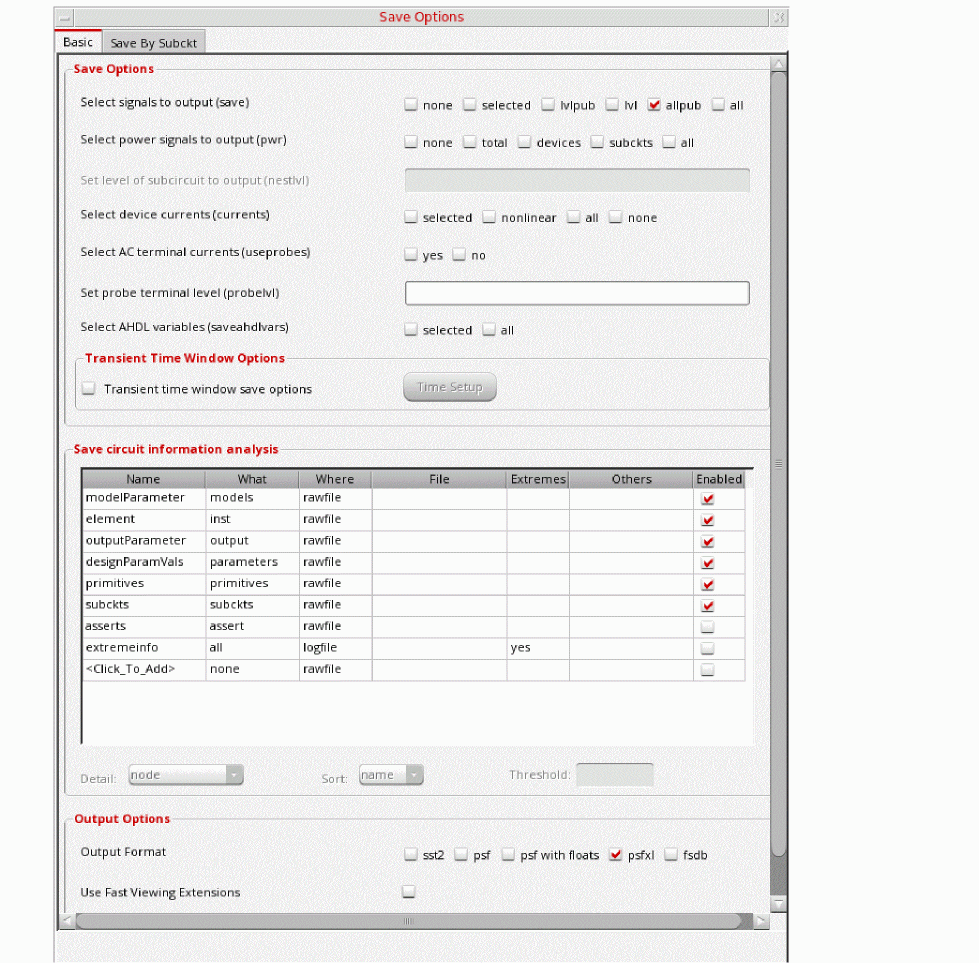 Save Options
Basic Save By Subckt
Save Options
Select signals to output (save) none selected lvlpub lvl allpub all
Select power signals to output (pwr) none total devices subckts all
Set level of subcircuit to output (nestlvl)
Select device currents (currents) selected nonlinear all none
Select AC terminal currents (useprobes) yes no
Set probe terminal level (probelvl)
Select AHDL variables (saveahdlvars) selected all
Transient Time Window Options
Transient time window save options Time Setup
Save circuit information analysis
Name What Where File Extremes Others Enabled
modelParameter models rawfile
element inst rawfile
outputParameter output rawfile
designParamVals parameters rawfile
primitives primitives rawfile
subckts subckts rawfile
asserts assert rawfile
extremeinfo all logfile yes
<Click_To_Add> none rawfile
Detail: node Sort: name Threshold:
Output Options
Output Format sst2 psf psf with floats psfxl fsdb
Use Fast Viewing Extensions